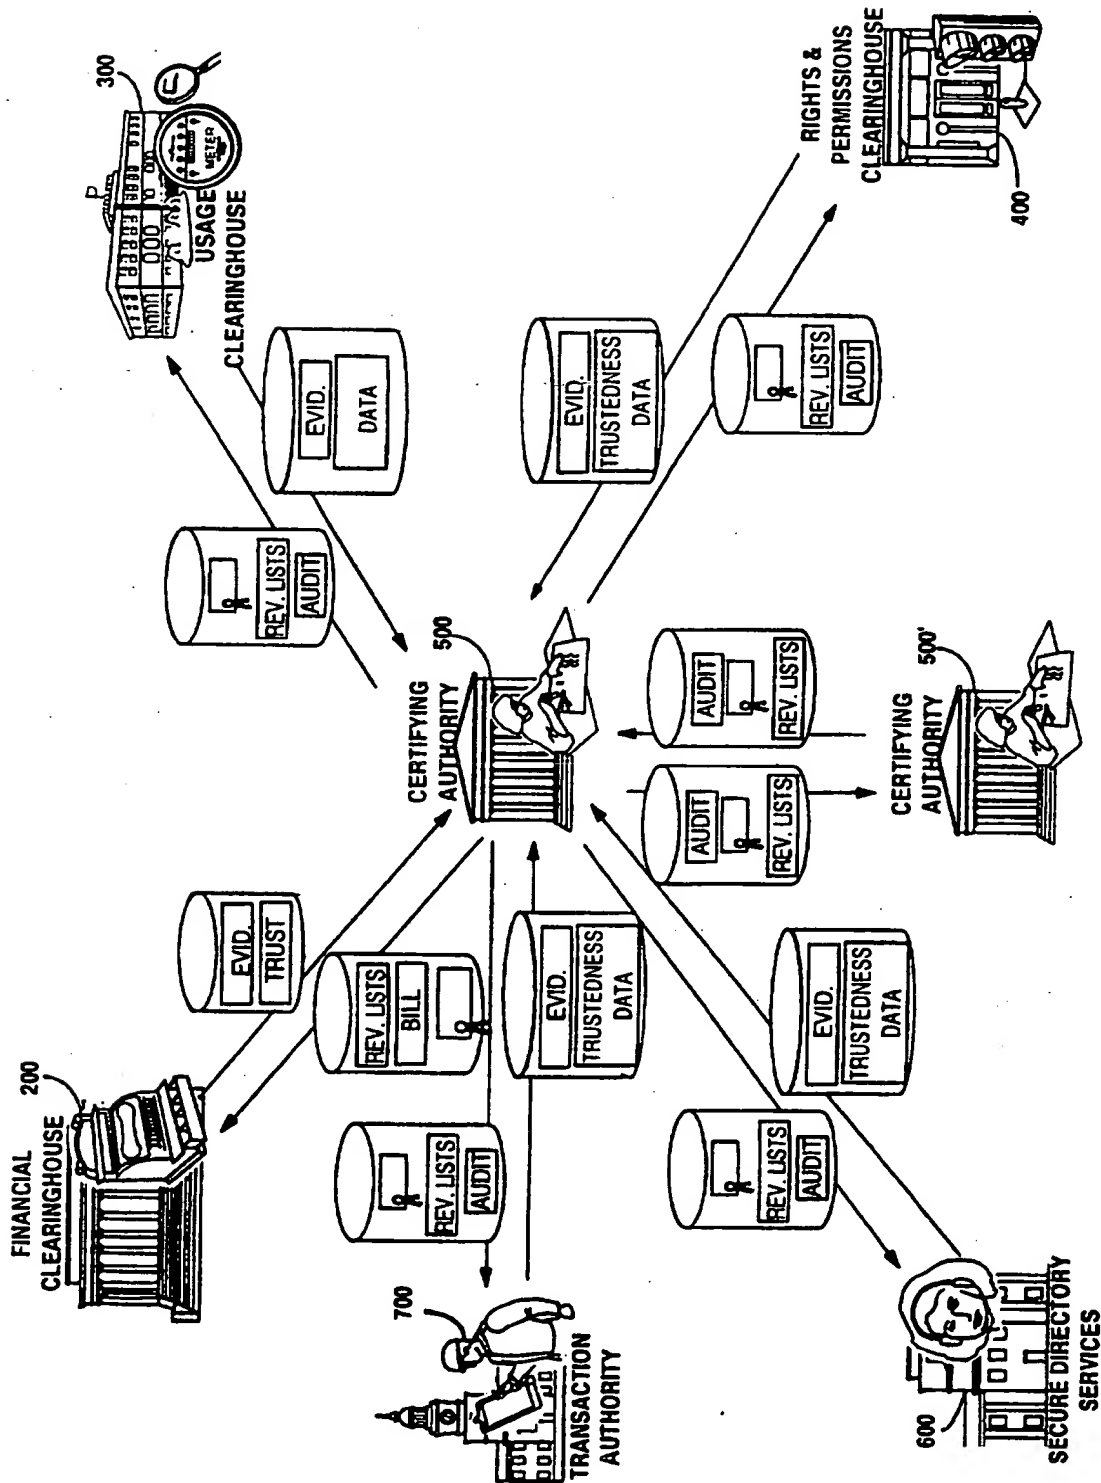 FINANCIAL
CLEARINGHOUSE
200
EVID.
TRUST
REV. LISTS
BILL
TRANSACTION
AUTHORITY
700
REV. LISTS
AUDIT
EVID.
TRUSTEDNESS
DATA
SECURE DIRECTORY
SERVICES
600
REV. LISTS
AUDIT
EVID.
TRUSTEDNESS
DATA
CERTIFYING
AUTHORITY
500
AUDIT
REV. LISTS
AUDIT
REV. LISTS
CERTIFYING
AUTHORITY
500'
REV. LISTS
AUDIT
EVID.
DATA
USAGE
CLEARINGHOUSE
300
METER
EVID.
TRUSTEDNESS
DATA
REV. LISTS
AUDIT
RIGHTS &
PERMISSIONS
CLEARINGHOUSE
400